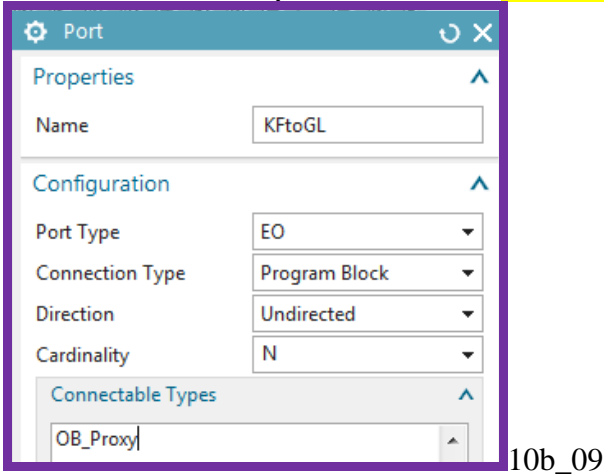 Port
Properties
Name KFtoGL
Configuration
Port Type EO
Connection Type Program Block
Direction Undirected
Cardinality N
Connectable Types
OB_Proxy
10b_09